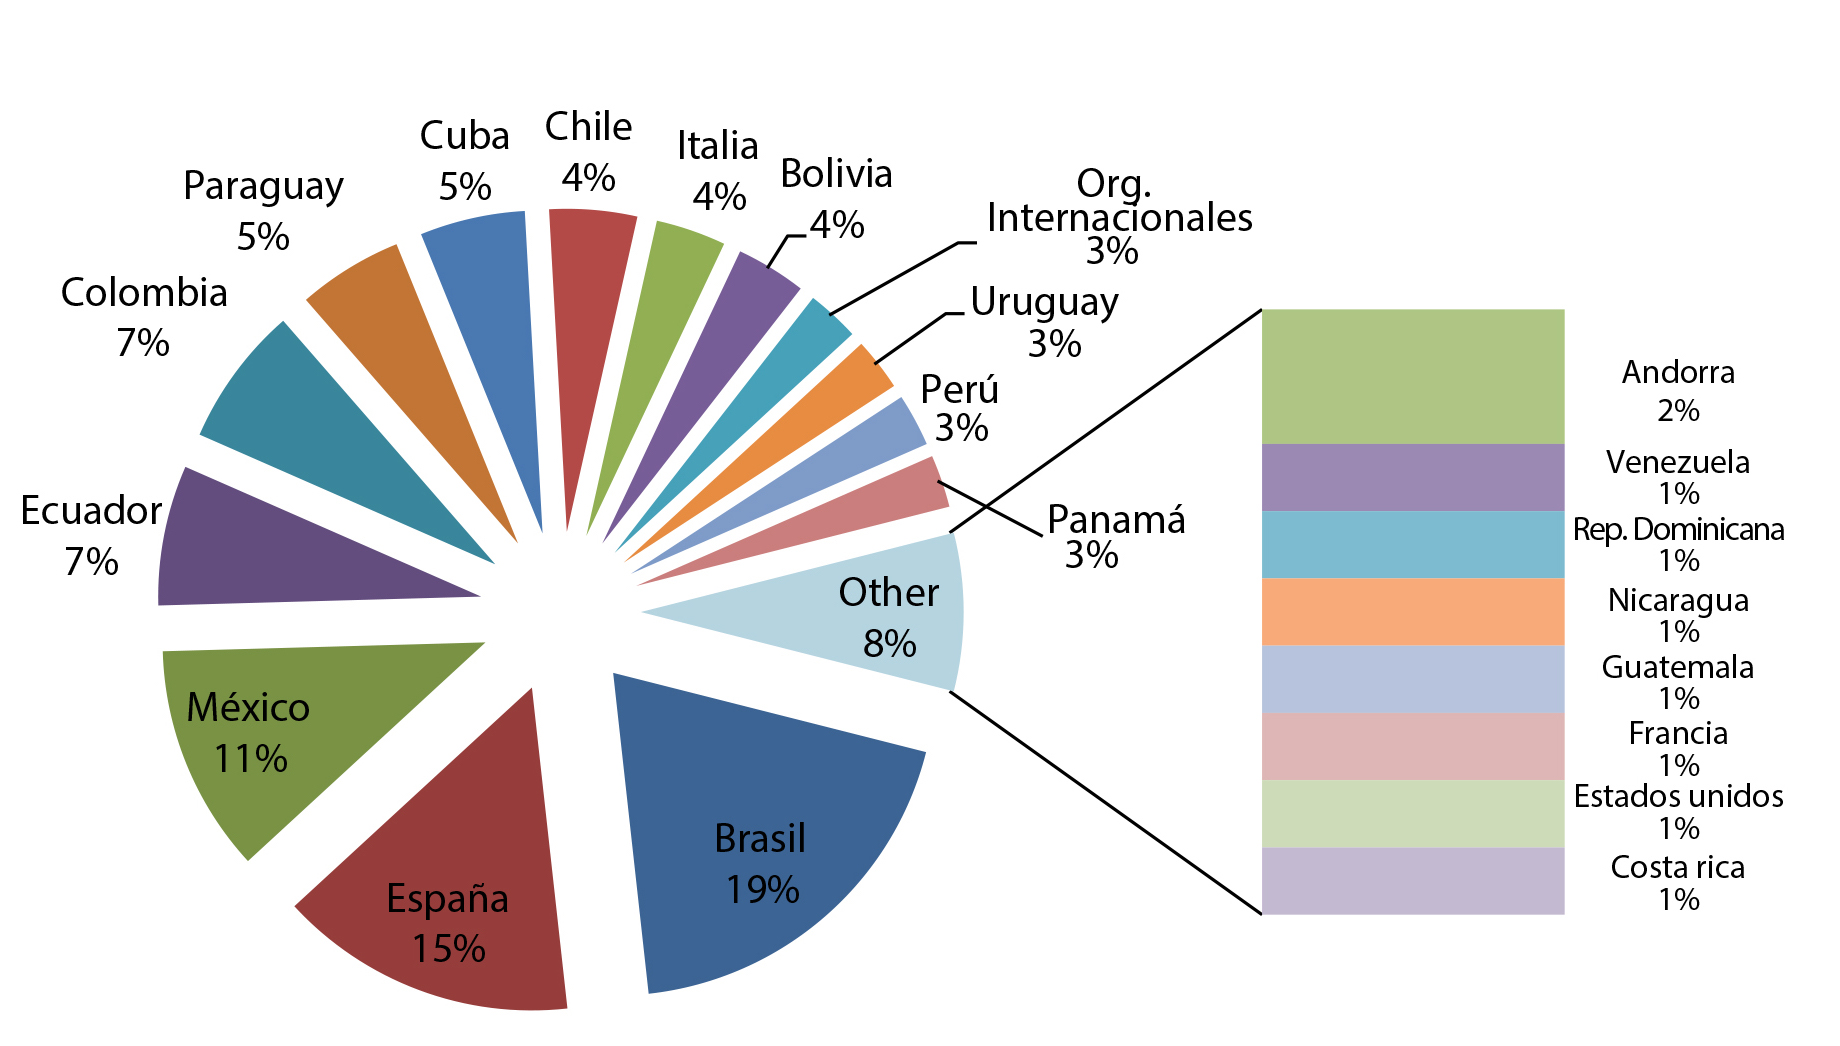 Chile
4%
Cuba
5%
Italia
4%
Bolivia
4%
Org.
Internacionales
3%
Paraguay
5%
Colombia
7%
Uruguay
3%
Perú
3%
Ecuador
7%
Panamá
3%
Other
8%
México
11%
Brasil
19%
España
15%
Andorra
2%
Venezuela
1%
Rep. Dominicana
1%
Nicaragua
1%
Guatemala
1%
Francia
1%
Estados unidos
1%
Costa rica
1%